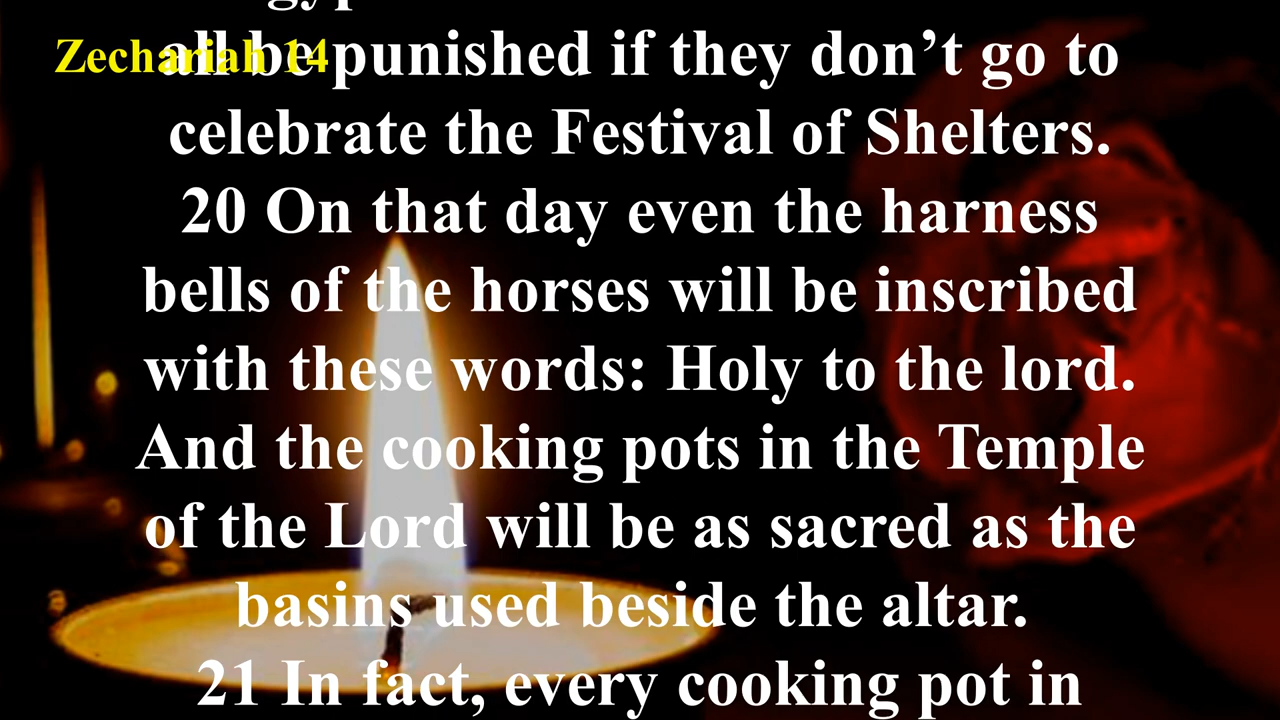 Zechariah 14
all be punished if they don’t go to
celebrate the Festival of Shelters.
20 On that day even the harness
bells of the horses will be inscribed
with these words: Holy to the lord.
And the cooking pots in the Temple
of the Lord will be as sacred as the
basins used beside the altar.
21 In fact, every cooking pot in